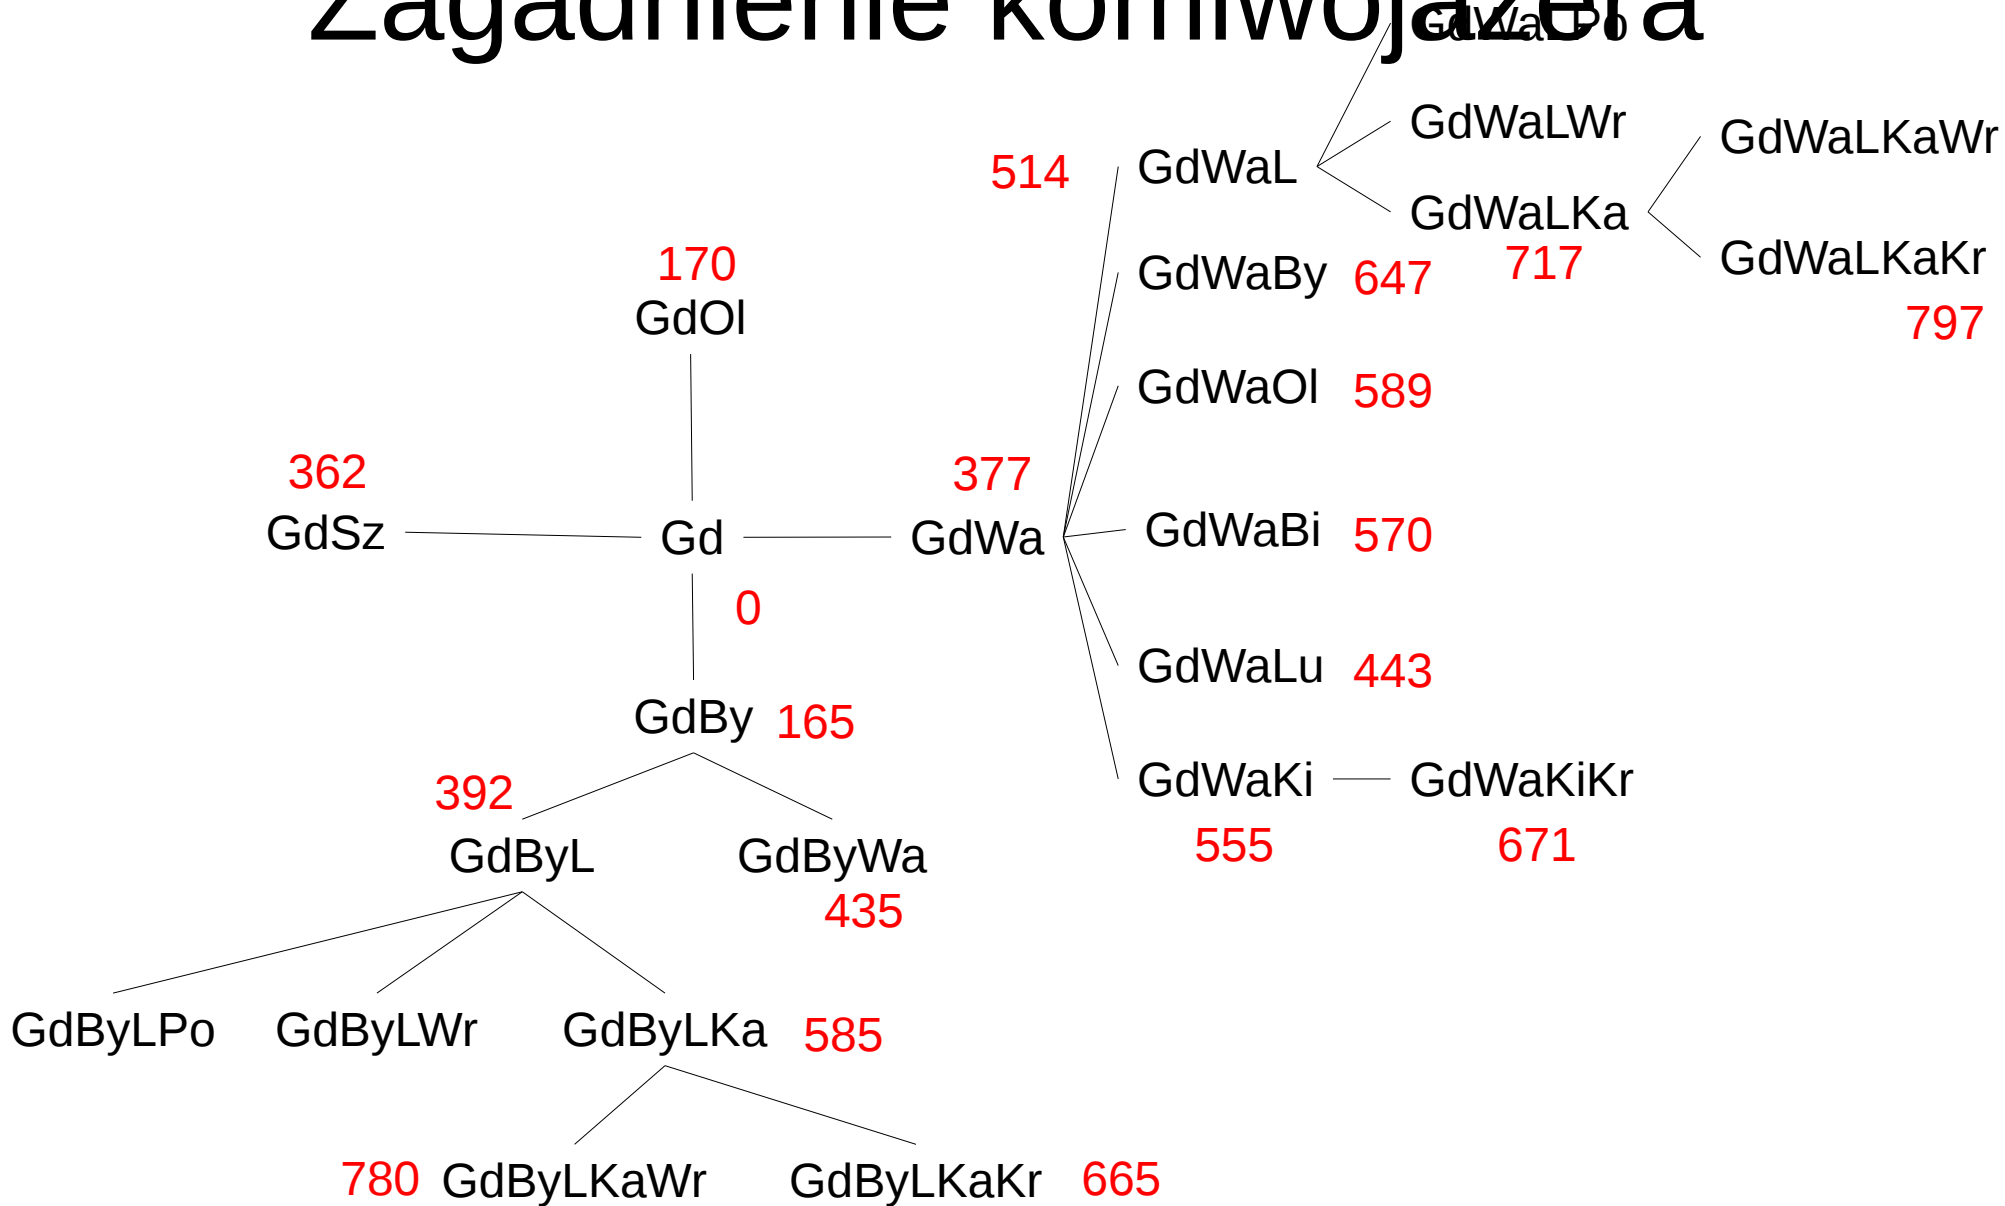 Zagadnienie komiwojażera
GdWaLPo
GdWaLWr
GdWaLKaWr
514
GdWaL
GdWaLKa
170
GdWaBy
647
717
GdWaLKaKr
GdOl
797
GdWaOl
589
362
377
GdSz
Gd
GdWa
GdWaBi
570
0
GdWaLu
443
GdBy
165
392
GdWaKi
GdWaKiKr
GdByL
GdByWa
555
671
435
GdByLPo
GdByLWr
GdByLKa
585
780
GdByLKaWr
GdByLKaKr
665